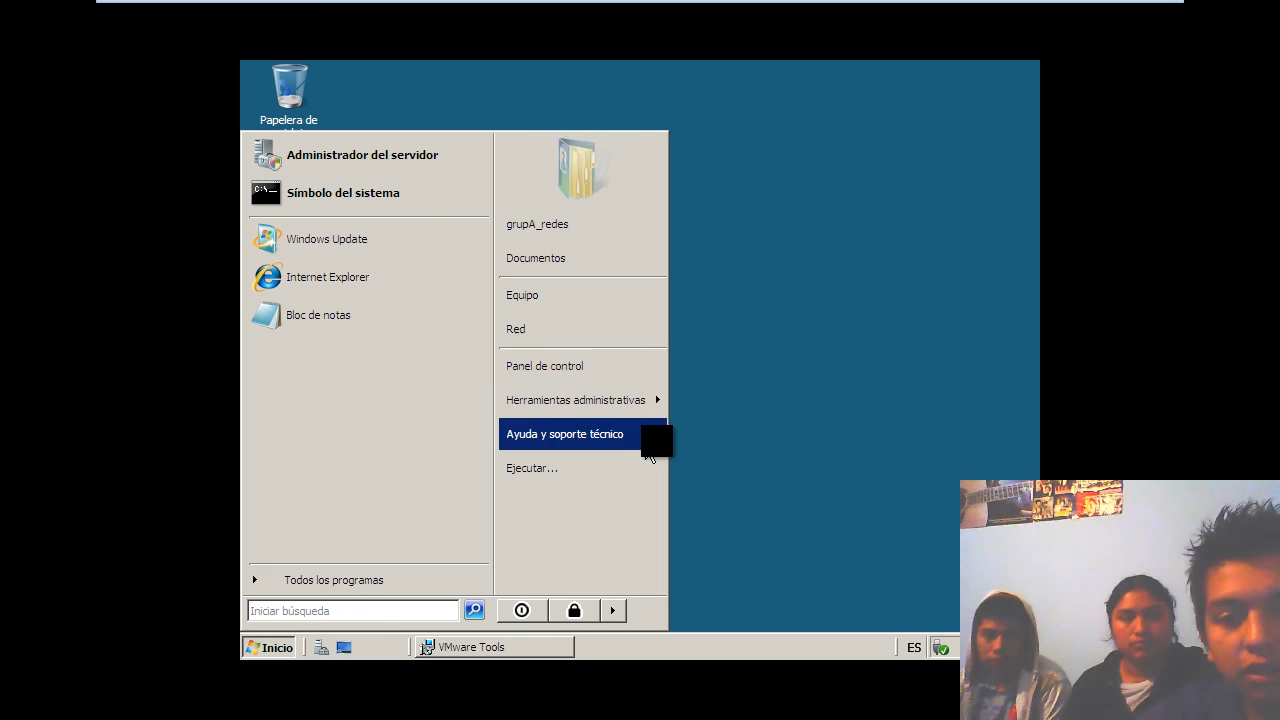 Papelera de
Administrador del servidor
Símbolo del sistema
Windows Update
Internet Explorer
Bloc de notas
Todos los programas
Iniciar búsqueda
grupA_redes
Documentos
Equipo
Red
Panel de control
Herramientas administrativas
Ayuda y soporte técnico
Ejecutar...
Inicio
VMware Tools
ES